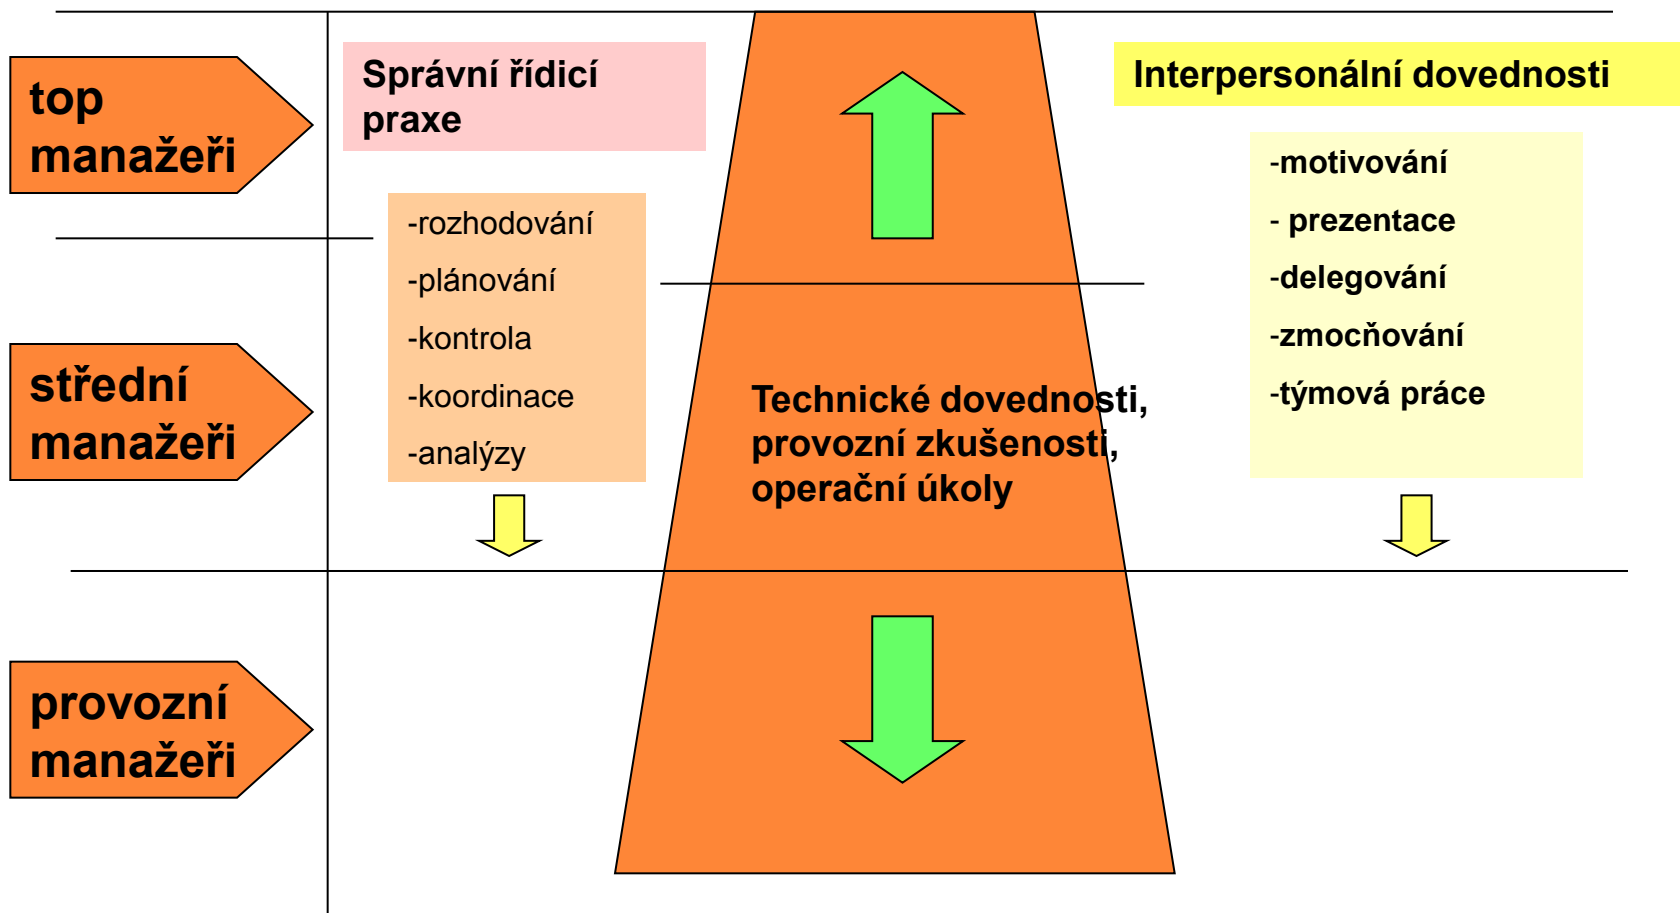 top
manažeři
Správní řídicí
praxe
Interpersonální dovednosti
-rozhodování
-plánování
-kontrola
-koordinace
-analýzy
-motivování
- prezentace
-delegování
-zmocňování
-týmová práce
střední
manažeři
Technické dovednosti,
provozní zkušenosti,
operační úkoly
provozní
manažeři